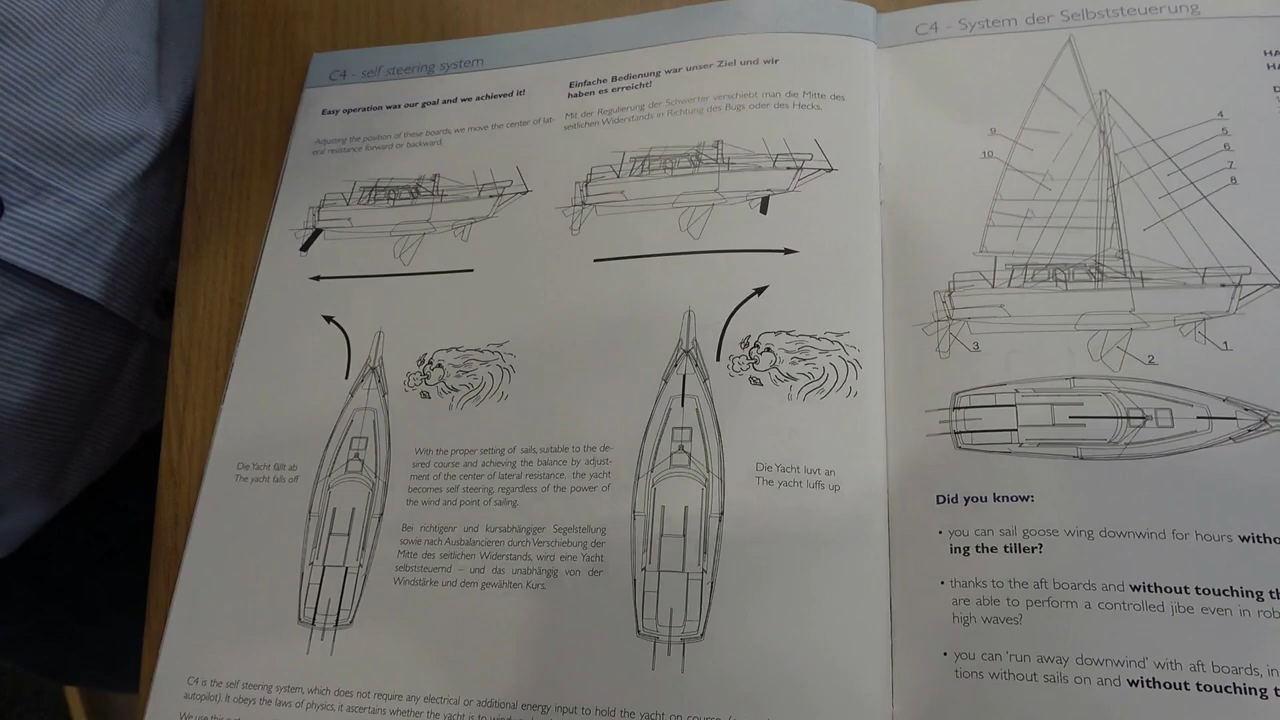 C4 - self steering system
Easy operation was our goal and we achieved it!
Adjusting the position of these boards, we move the center of lat-
eral resistance forward or backward.
Einfache Bedienung war unser Ziel und wir
haben es erreicht!
Mit der Regulierung der Schwerter verschiebt man die Mitte des
seitlichen Widerstands in Richtung des Bugs oder des Hecks.
Die Yacht fällt ab
The yacht falls off
With the proper setting of sails, suitable to the de-
sired course and achieving the balance by adjust-
ment of the center of lateral resistance, the yacht
becomes self steering, regardless of the power of
the wind and point of sailing.
Bei richtigenr und kursabhängiger Segelstellung
sowie nach Ausbalancieren durch Verschiebung der
Mitte des seitlichen Widerstands, wird eine Yacht
selbststeuernd – und das unabhängig von der
Windstärke und dem gewählten Kurs.
Die Yacht luvt an
The yacht luffs up
C4 is the self steering system, which does not require any electrical or additional energy input to hold the yacht on course
autopilot). It obeys the laws of physics, it ascertains whether the yacht is to
We use this
C4 - System der Selbststeuerung
HA
HA
D
4
5
6
7
8
9
10
3
2
1
Did you know:
• you can sail goose wing downwind for hours witho
ing the tiller?
• thanks to the aft boards and without touching th
are able to perform a controlled jibe even in rob
high waves?
• you can 'run away downwind' with aft boards, in
tions without sails on and without touching t